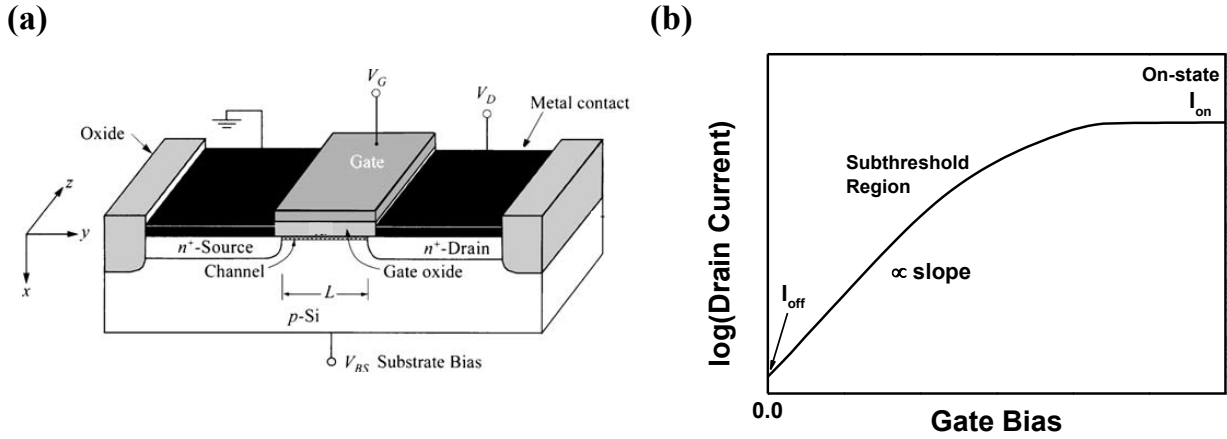 (a)
V_G
V_D
Metal contact
Oxide
Gate
z
y
x
n⁺-Source
n⁺-Drain
Channel
Gate oxide
L
p-Si
V_BS Substrate Bias
(b)
log(Drain Current)
On-state
I_on
Subthreshold
Region
∝ slope
I_off
0.0
Gate Bias